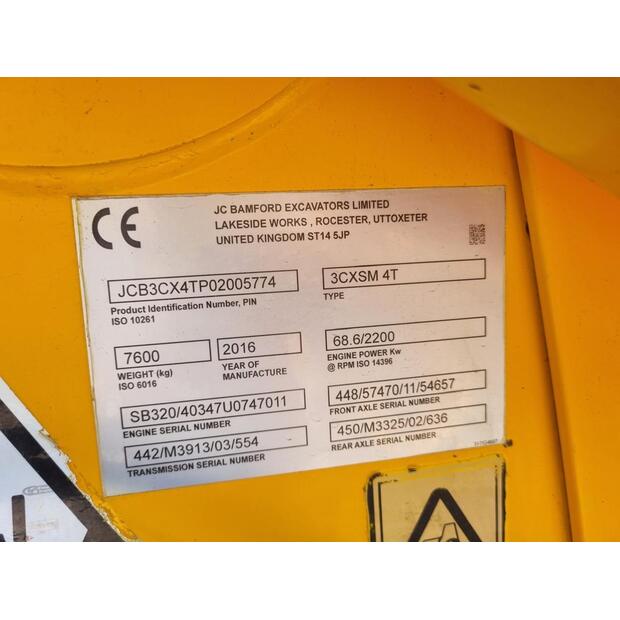 CE
JC BAMFORD EXCAVATORS LIMITED
LAKESIDE WORKS , ROCESTER, UTTOXETER
UNITED KINGDOM ST14 5JP
JCB3CX4TP02005774
Product Identification Number, PIN
ISO 10261
3CXSM 4T
TYPE
7600
WEIGHT (kg)
ISO 6016
2016
YEAR OF
MANUFACTURE
68.6/2200
ENGINE POWER Kw
@ RPM ISO 14396
SB320/40347U0747011
ENGINE SERIAL NUMBER
448/57470/11/54657
FRONT AXLE SERIAL NUMBER
442/M3913/03/554
TRANSMISSION SERIAL NUMBER
450/M3325/02/636
REAR AXLE SERIAL NUMBER